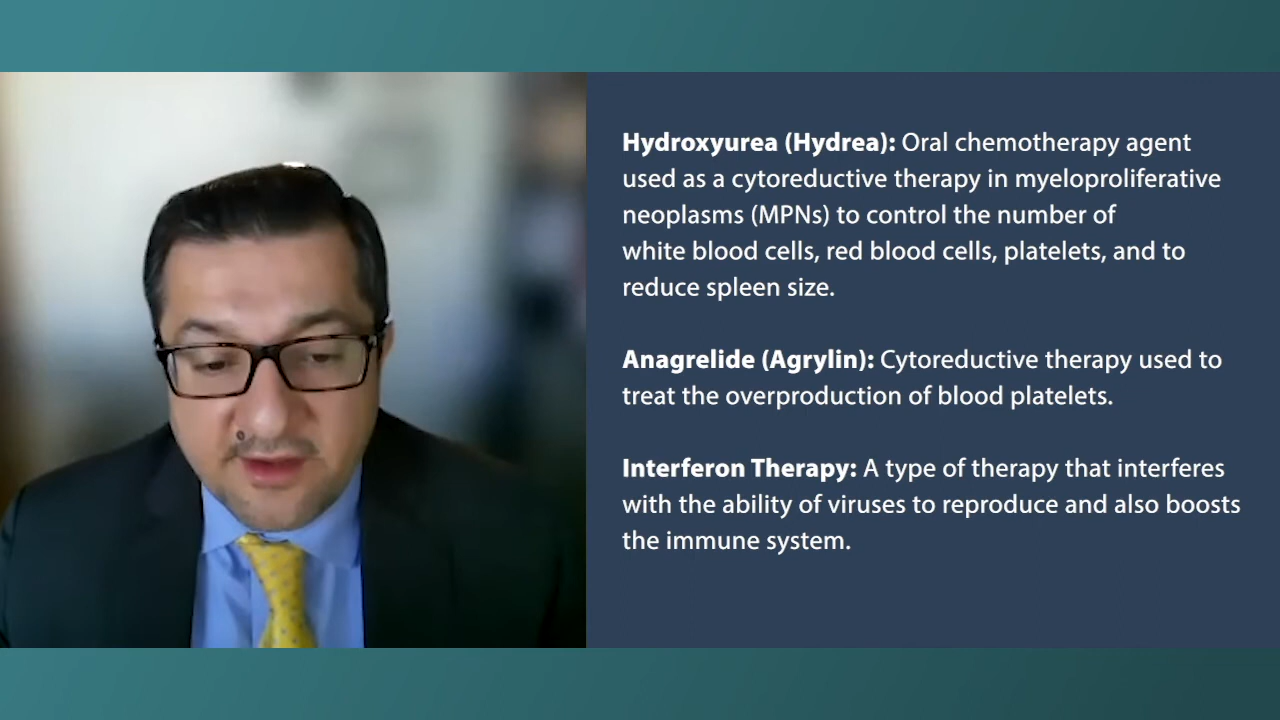 Hydroxyurea (Hydrea): Oral chemotherapy agent
used as a cytoreductive therapy in myeloproliferative
neoplasms (MPNs) to control the number of
white blood cells, red blood cells, platelets, and to
reduce spleen size.
Anagrelide (Agrylin): Cytoreductive therapy used to
treat the overproduction of blood platelets.
Interferon Therapy: A type of therapy that interferes
with the ability of viruses to reproduce and also boosts
the immune system.